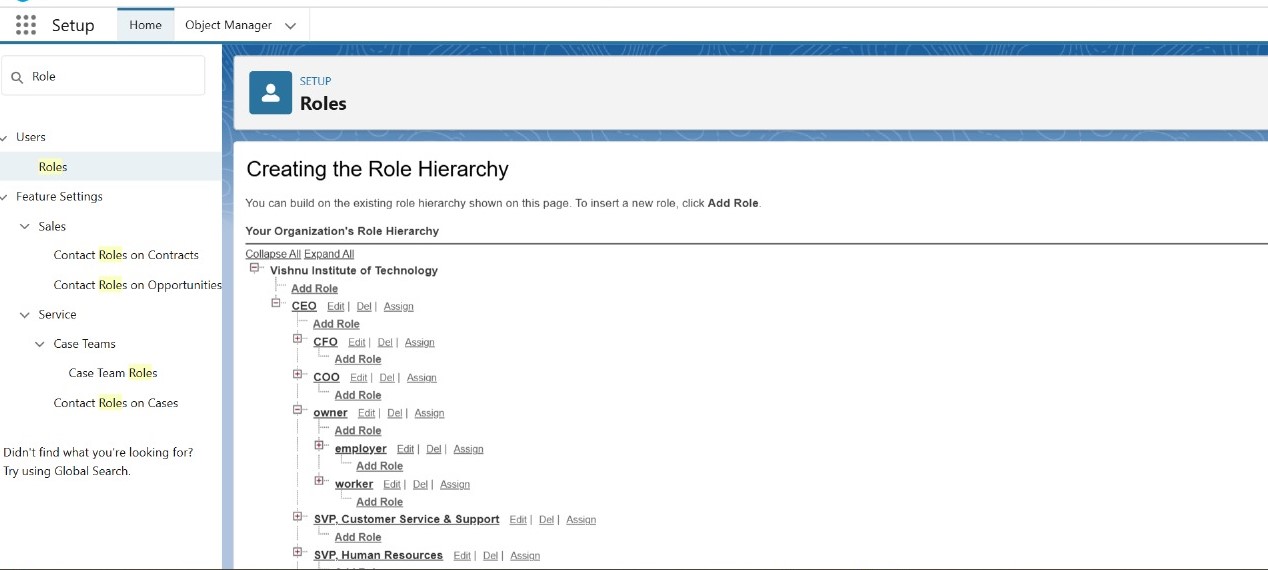 Setup Home Object Manager
Role
Users
Roles
Feature Settings
Sales
Contact Roles on Contracts
Contact Roles on Opportunities
Service
Case Teams
Case Team Roles
Contact Roles on Cases
Didn't find what you're looking for?
Try using Global Search.
SETUP
Roles
Creating the Role Hierarchy
You can build on the existing role hierarchy shown on this page. To insert a new role, click Add Role.
Your Organization's Role Hierarchy
Collapse All Expand All
Vishnu Institute of Technology
Add Role
CEO Edit | Del | Assign
Add Role
CFO Edit | Del | Assign
Add Role
COO Edit | Del | Assign
Add Role
owner Edit | Del | Assign
Add Role
employer Edit | Del | Assign
Add Role
worker Edit | Del | Assign
Add Role
SVP, Customer Service & Support Edit | Del | Assign
Add Role
SVP, Human Resources Edit | Del | Assign